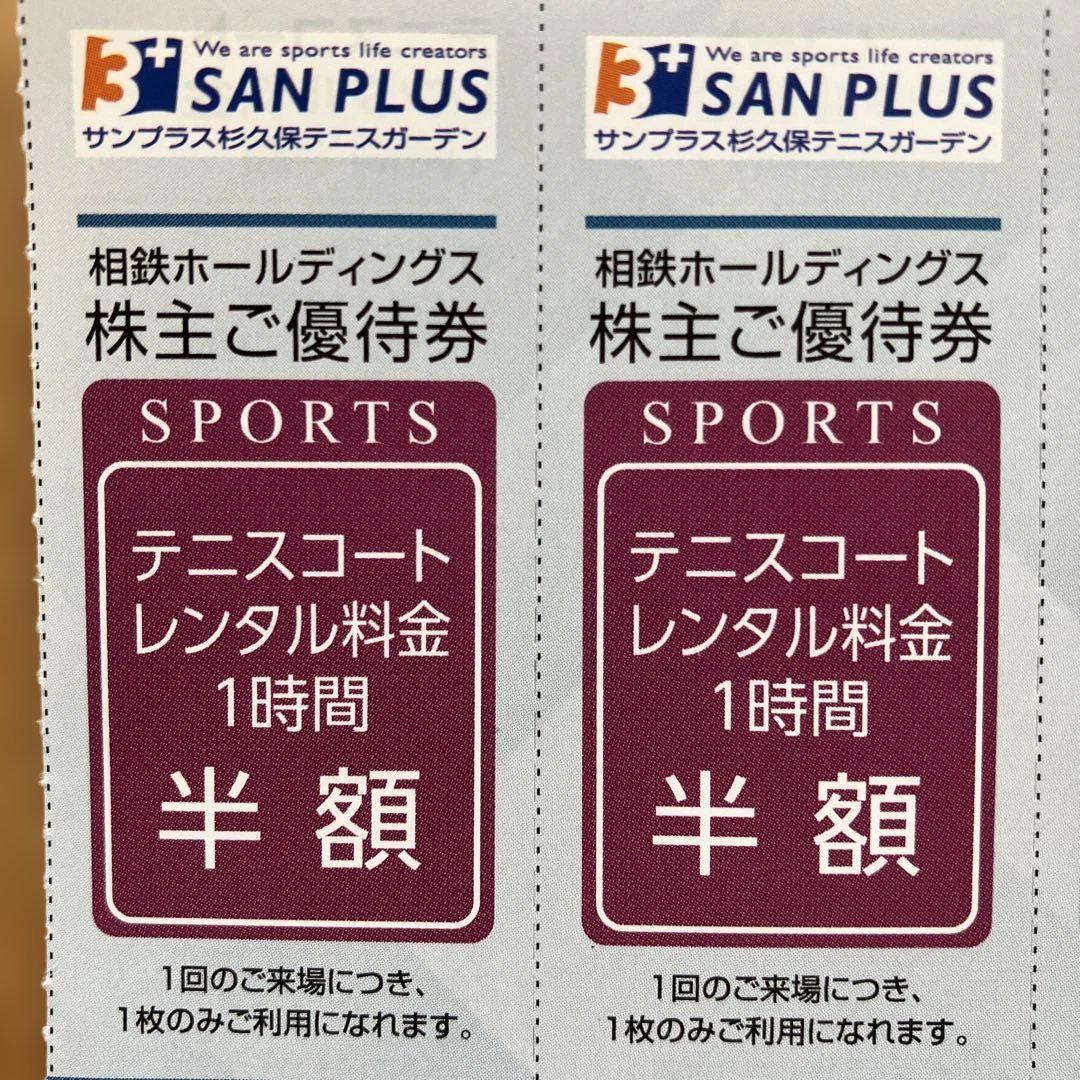 3+ We are sports life creators
SAN PLUS
サンプラス杉久保テニスガーデン
相鉄ホールディングス
株主ご優待券
SPORTS
テニスコート
レンタル料金
1時間
半額
1回のご来場につき、
1枚のみご利用になれます。
3+ We are sports life creators
SAN PLUS
サンプラス杉久保テニスガーデン
相鉄ホールディングス
株主ご優待券
SPORTS
テニスコート
レンタル料金
1時間
半額
1回のご来場につき、
1枚のみご利用になれます。